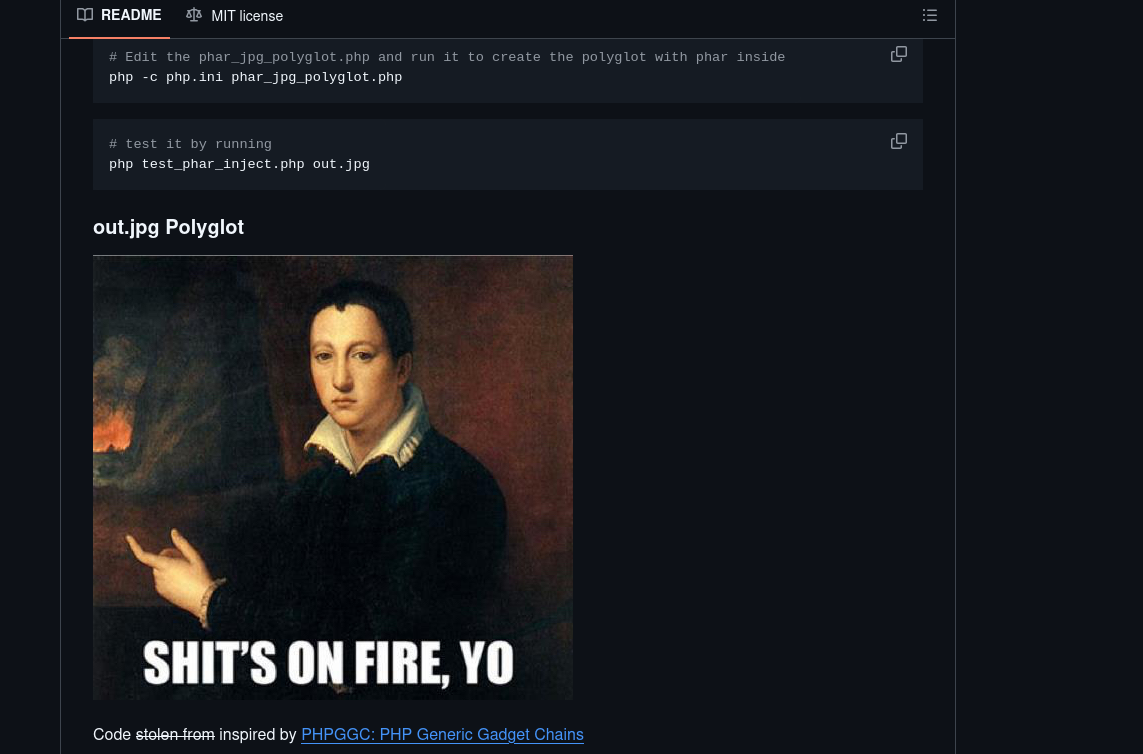 README MIT license
# Edit the phar_jpg_polyglot.php and run it to create the polyglot with phar inside
php -c php.ini phar_jpg_polyglot.php
# test it by running
php test_phar_inject.php out.jpg
out.jpg Polyglot
SHIT'S ON FIRE, YO
Code stolen from inspired by PHPGGC: PHP Generic Gadget Chains